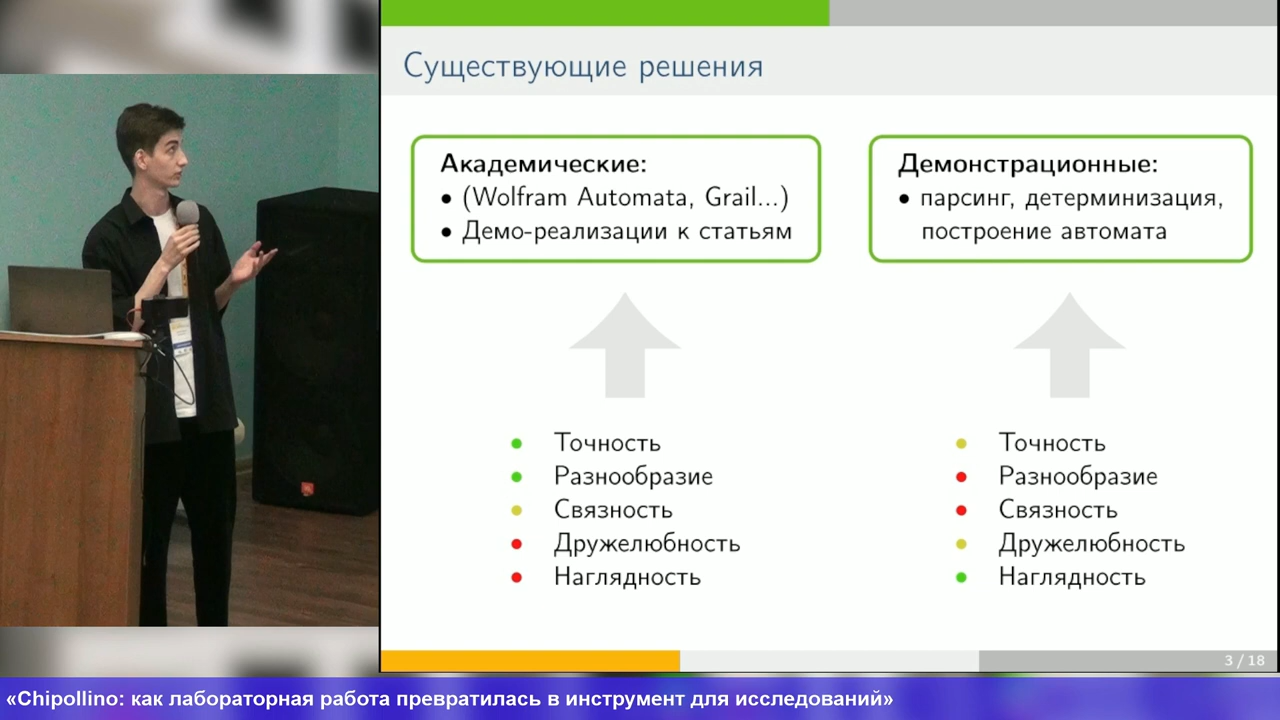 Существующие решения
Академические:
• (Wolfram Automata, Grail...)
• Демо-реализации к статьям
Демонстрационные:
• парсинг, детерминизация,
построение автомата
• Точность
• Разнообразие
• Связность
• Дружелюбность
• Наглядность
• Точность
• Разнообразие
• Связность
• Дружелюбность
• Наглядность
3 / 18
«Chipollino: как лабораторная работа превратилась в инструмент для исследований»